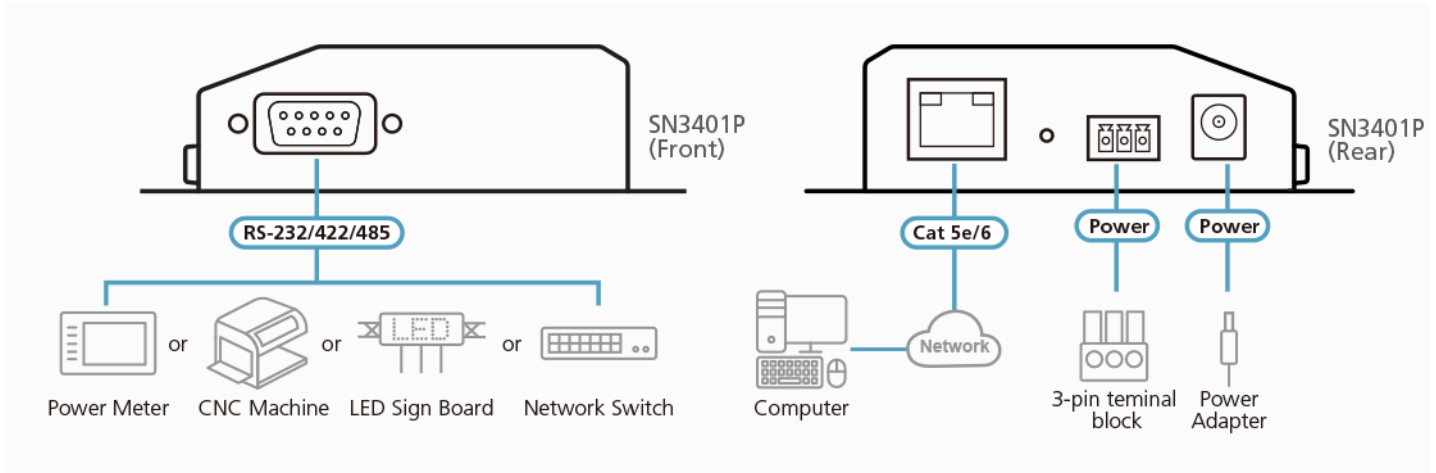 SN3401P
(Front)
RS-232/422/485
Power Meter
or
CNC Machine
or
LED
LED Sign Board
or
Network Switch
SN3401P
(Rear)
Cat 5e/6
Power
Power
Computer
Network
3-pin teminal
block
Power
Adapter